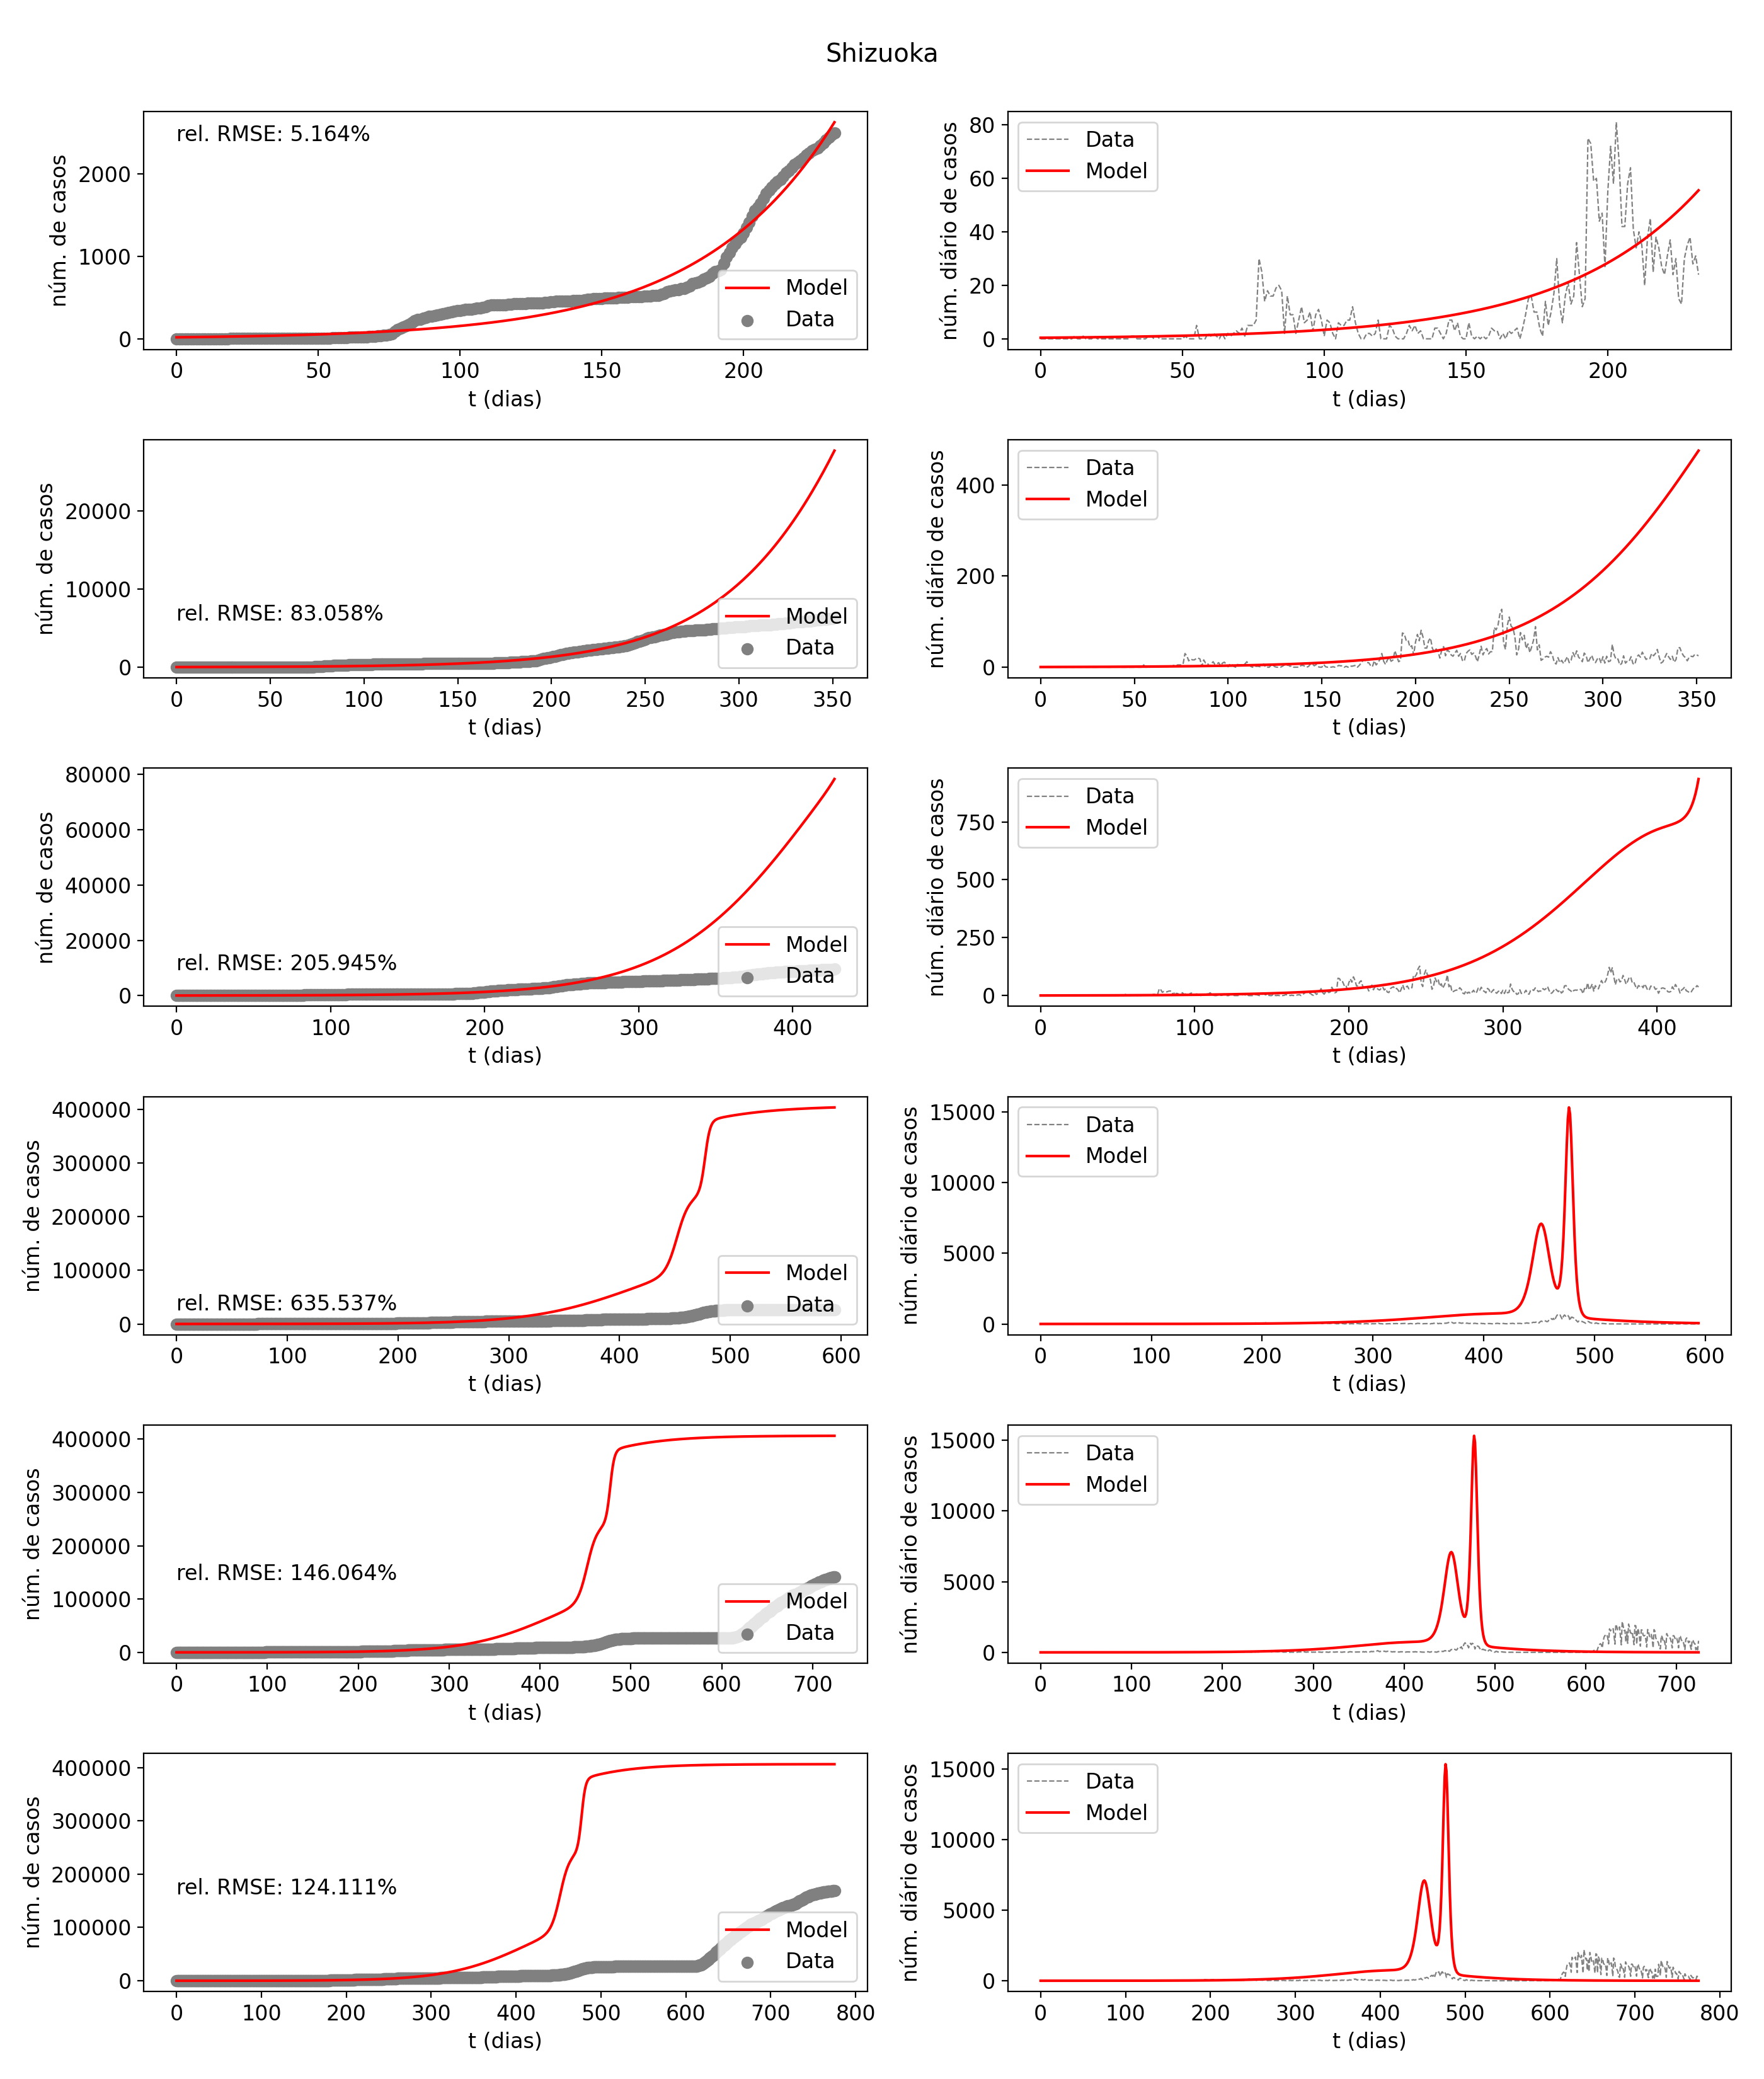 Shizuoka
rel. RMSE: 5.164%
núm. de casos
2000
1000
0
Model
Data
0 50 100 150 200
t (dias)
núm. diário de casos
80
60
40
20
0
Data
Model
0 50 100 150 200
t (dias)
núm. de casos
20000
10000
0
rel. RMSE: 83.058%
Model
Data
0 50 100 150 200 250 300 350
t (dias)
núm. diário de casos
400
200
0
Data
Model
0 50 100 150 200 250 300 350
t (dias)
núm. de casos
80000
60000
40000
20000
0
rel. RMSE: 205.945%
Model
Data
0 100 200 300 400
t (dias)
núm. diário de casos
750
500
250
0
Data
Model
0 100 200 300 400
t (dias)
núm. de casos
400000
300000
200000
100000
0
rel. RMSE: 635.537%
Model
Data
0 100 200 300 400 500 600
t (dias)
núm. diário de casos
15000
10000
5000
0
Data
Model
0 100 200 300 400 500 600
t (dias)
núm. de casos
400000
300000
200000
100000
0
rel. RMSE: 146.064%
Model
Data
0 100 200 300 400 500 600 700
t (dias)
núm. diário de casos
15000
10000
5000
0
Data
Model
0 100 200 300 400 500 600 700
t (dias)
núm. de casos
400000
300000
200000
100000
0
rel. RMSE: 124.111%
Model
Data
0 100 200 300 400 500 600 700 800
t (dias)
núm. diário de casos
15000
10000
5000
0
Data
Model
0 100 200 300 400 500 600 700 800
t (dias)